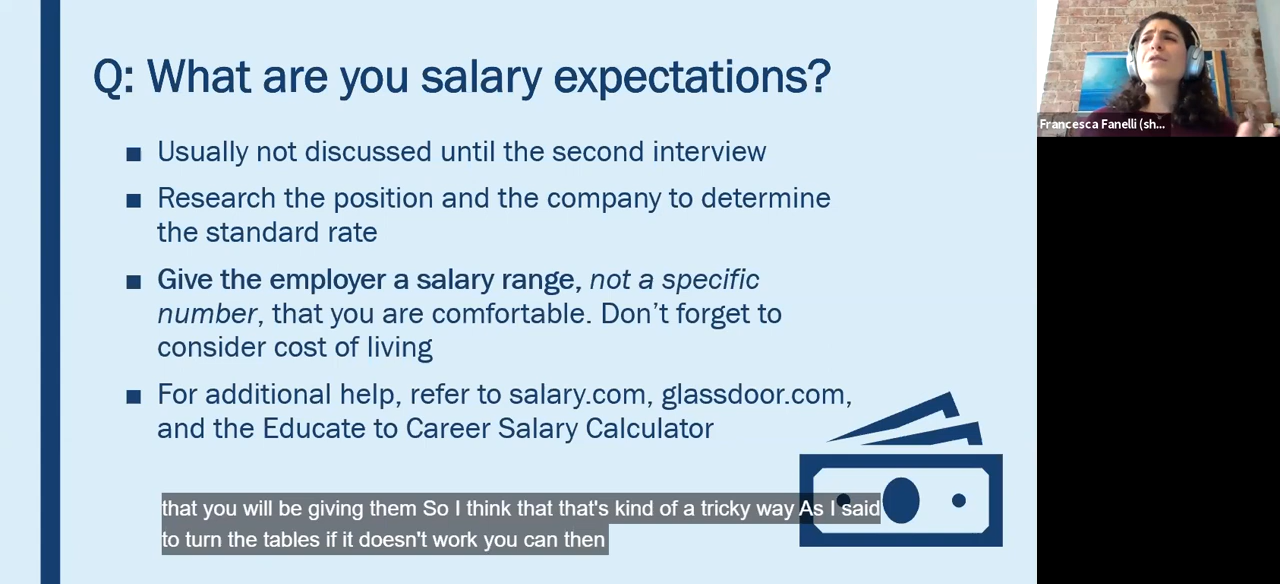 Q: What are you salary expectations?
Usually not discussed until the second interview
Research the position and the company to determine
the standard rate
Give the employer a salary range, not a specific
number, that you are comfortable. Don’t forget to
consider cost of living
For additional help, refer to salary.com, glassdoor.com,
and the Educate to Career Salary Calculator
that you will be giving them So I think that that's kind of a tricky way As I said
to turn the tables if it doesn't work you can then
Francesca Fanelli (sh...